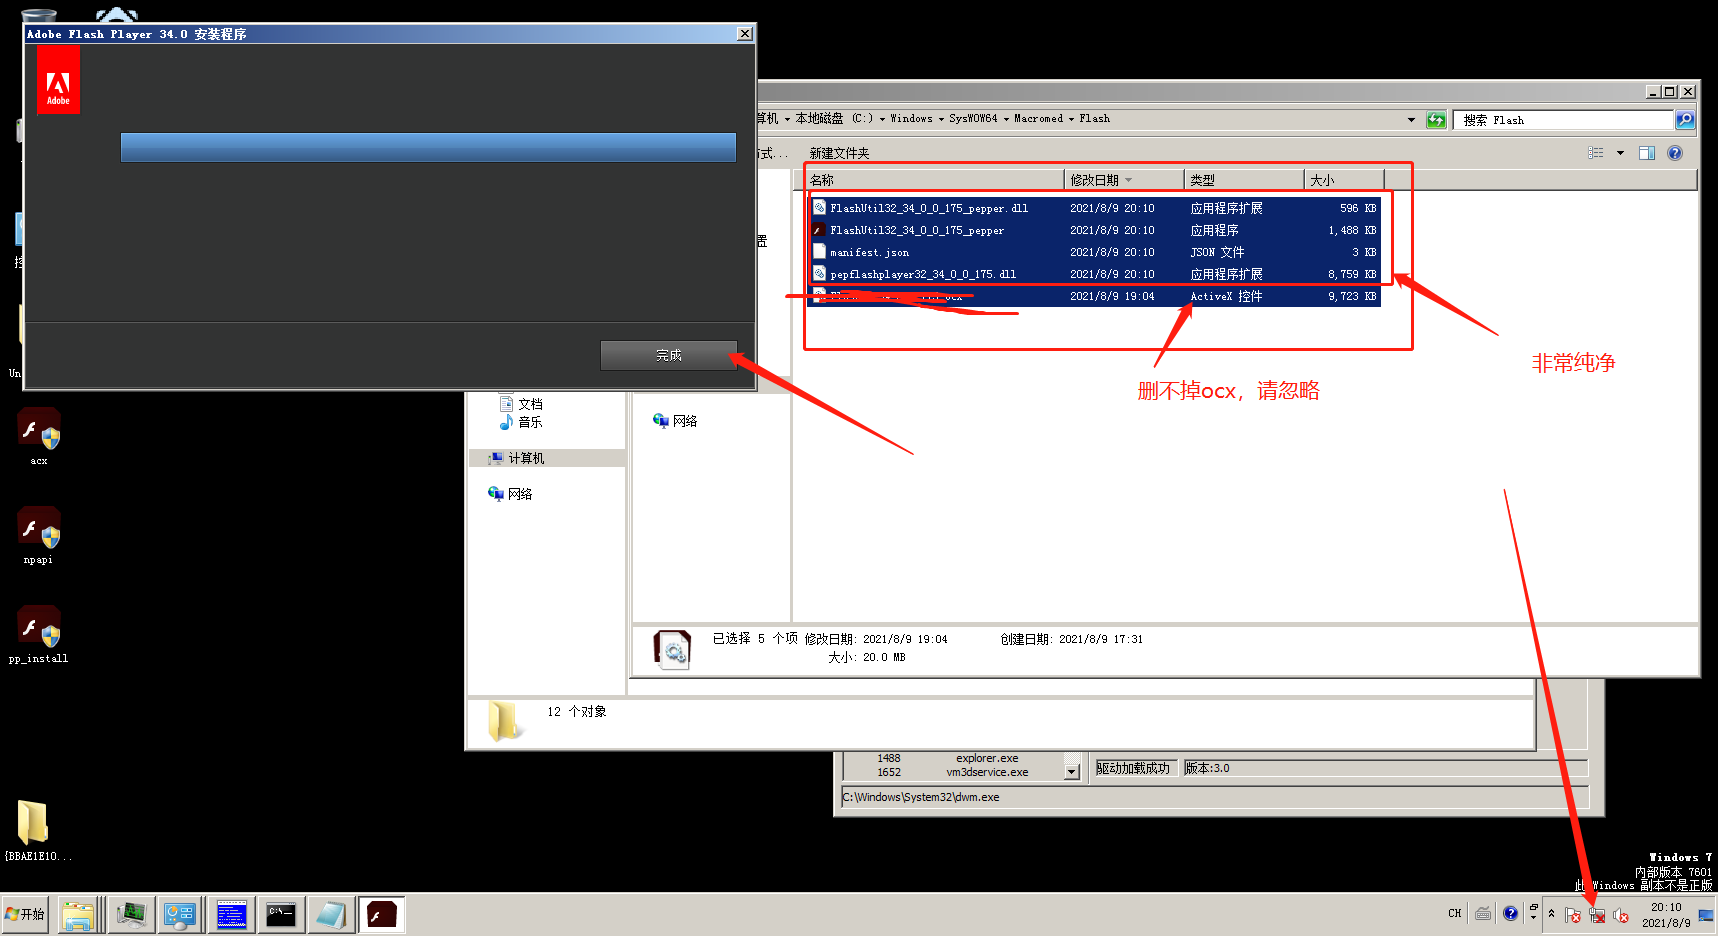 Adobe Flash Player 34.0 安装程序
Adobe
完成
算机 ▸ 本地磁盘 (C:) ▸ Windows ▸ SysWOW64 ▸ Macromed ▸ Flash
搜索 Flash
新建文件夹
名称 修改日期 类型 大小
FlashUtil32_34_0_0_175_pepper.dll 2021/8/9 20:10 应用程序扩展 596 KB
FlashUtil32_34_0_0_175_pepper 2021/8/9 20:10 应用程序 1,488 KB
manifest.json 2021/8/9 20:10 JSON 文件 3 KB
pepflashplayer32_34_0_0_175.dll 2021/8/9 20:10 应用程序扩展 8,759 KB
2021/8/9 19:04 ActiveX 控件 9,723 KB
非常纯净
删不掉ocx，请忽略
文档
音乐
计算机
网络
网络
已选择 5 个项 修改日期: 2021/8/9 19:04 创建日期: 2021/8/9 17:31
大小: 20.0 MB
12 个对象
1488 explorer.exe
1652 vm3dservice.exe
驱动加载成功 版本:3.0
C:\Windows\System32\dwm.exe
acx
npapi
pp_install
{BBAE1E10...
Windows 7
内部版本 7601
此 Windows 副本不是正版
开始
C:\_
CH
20:10
2021/8/9